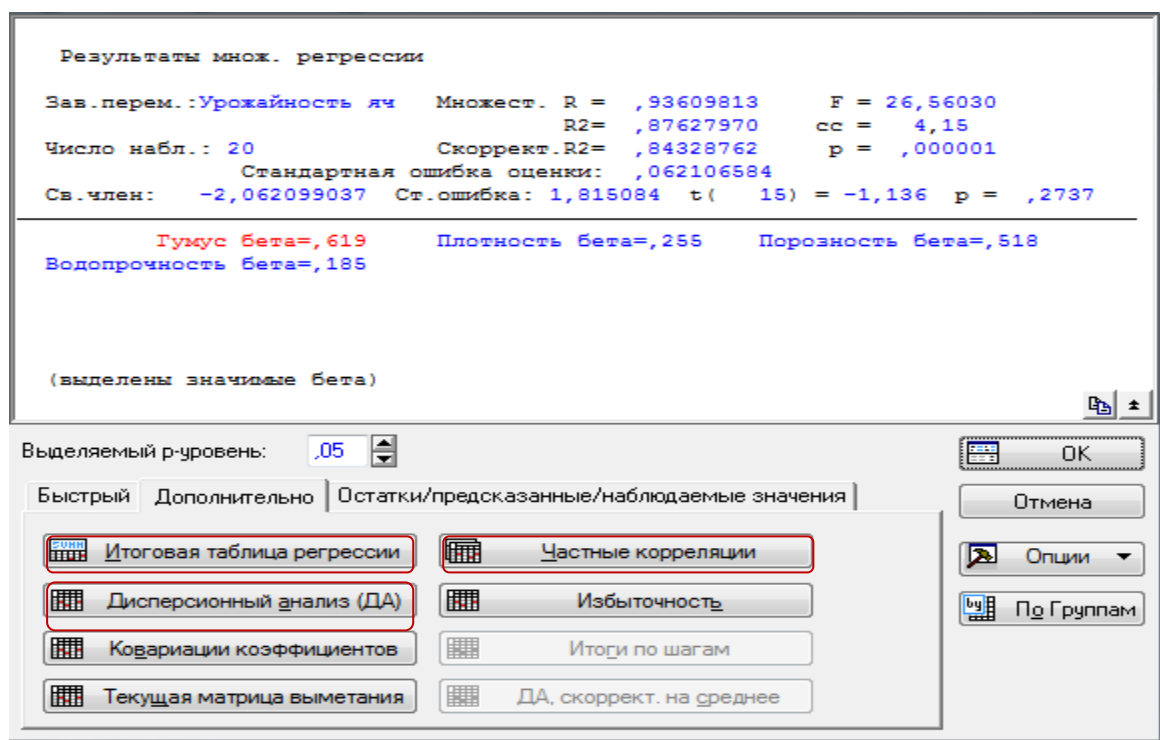 Результаты множ. регрессии
Зав.перем.:Урожайность яч Множест. R = ,93609813 F = 26,56030
R2= ,87627970 сс = 4,15
Число набл.: 20 Скоррект.R2= ,84328762 p = ,000001
Стандартная ошибка оценки: ,062106584
Св.член: -2,062099037 Ст.ошибка: 1,815084 t( 15) = -1,136 p = ,2737
Гумус бета=,619 Плотность бета=,255 Порозность бета=,518
Водопрочность бета=,185
(выделены значимые бета)
Выделяемый p-уровень: ,05
OK
Быстрый Дополнительно Остатки/предсказанные/наблюдаемые значения
Отмена
Итоговая таблица регрессии Частные корреляции
Опции
Дисперсионный анализ (ДА) Избыточность
По Группам
Ковариации коэффициентов Итоги по шагам
Текущая матрица выметания ДА, скоррект. на среднее